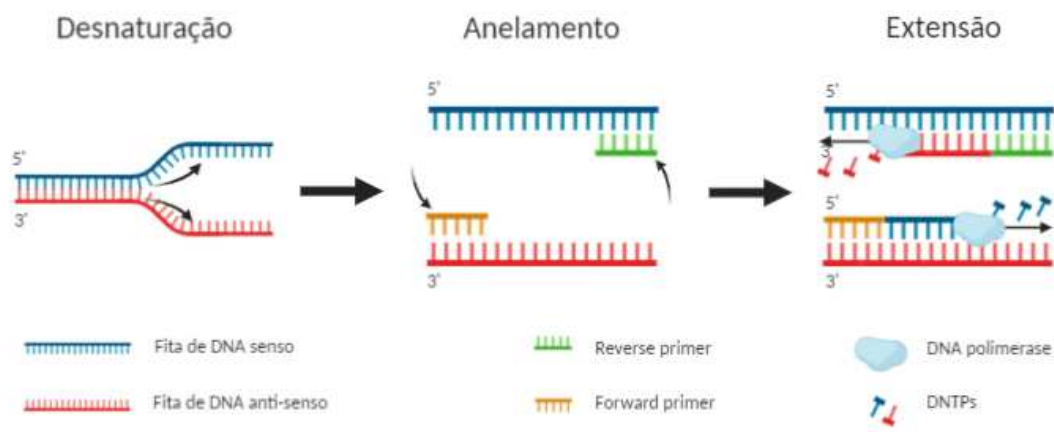 Desnaturação
Anelamento
Extensão
5'
3'
5'
3'
5'
3'
5'
3'
Fita de DNA senso
Reverse primer
DNA polimerase
Fita de DNA anti-senso
Forward primer
DNTPs